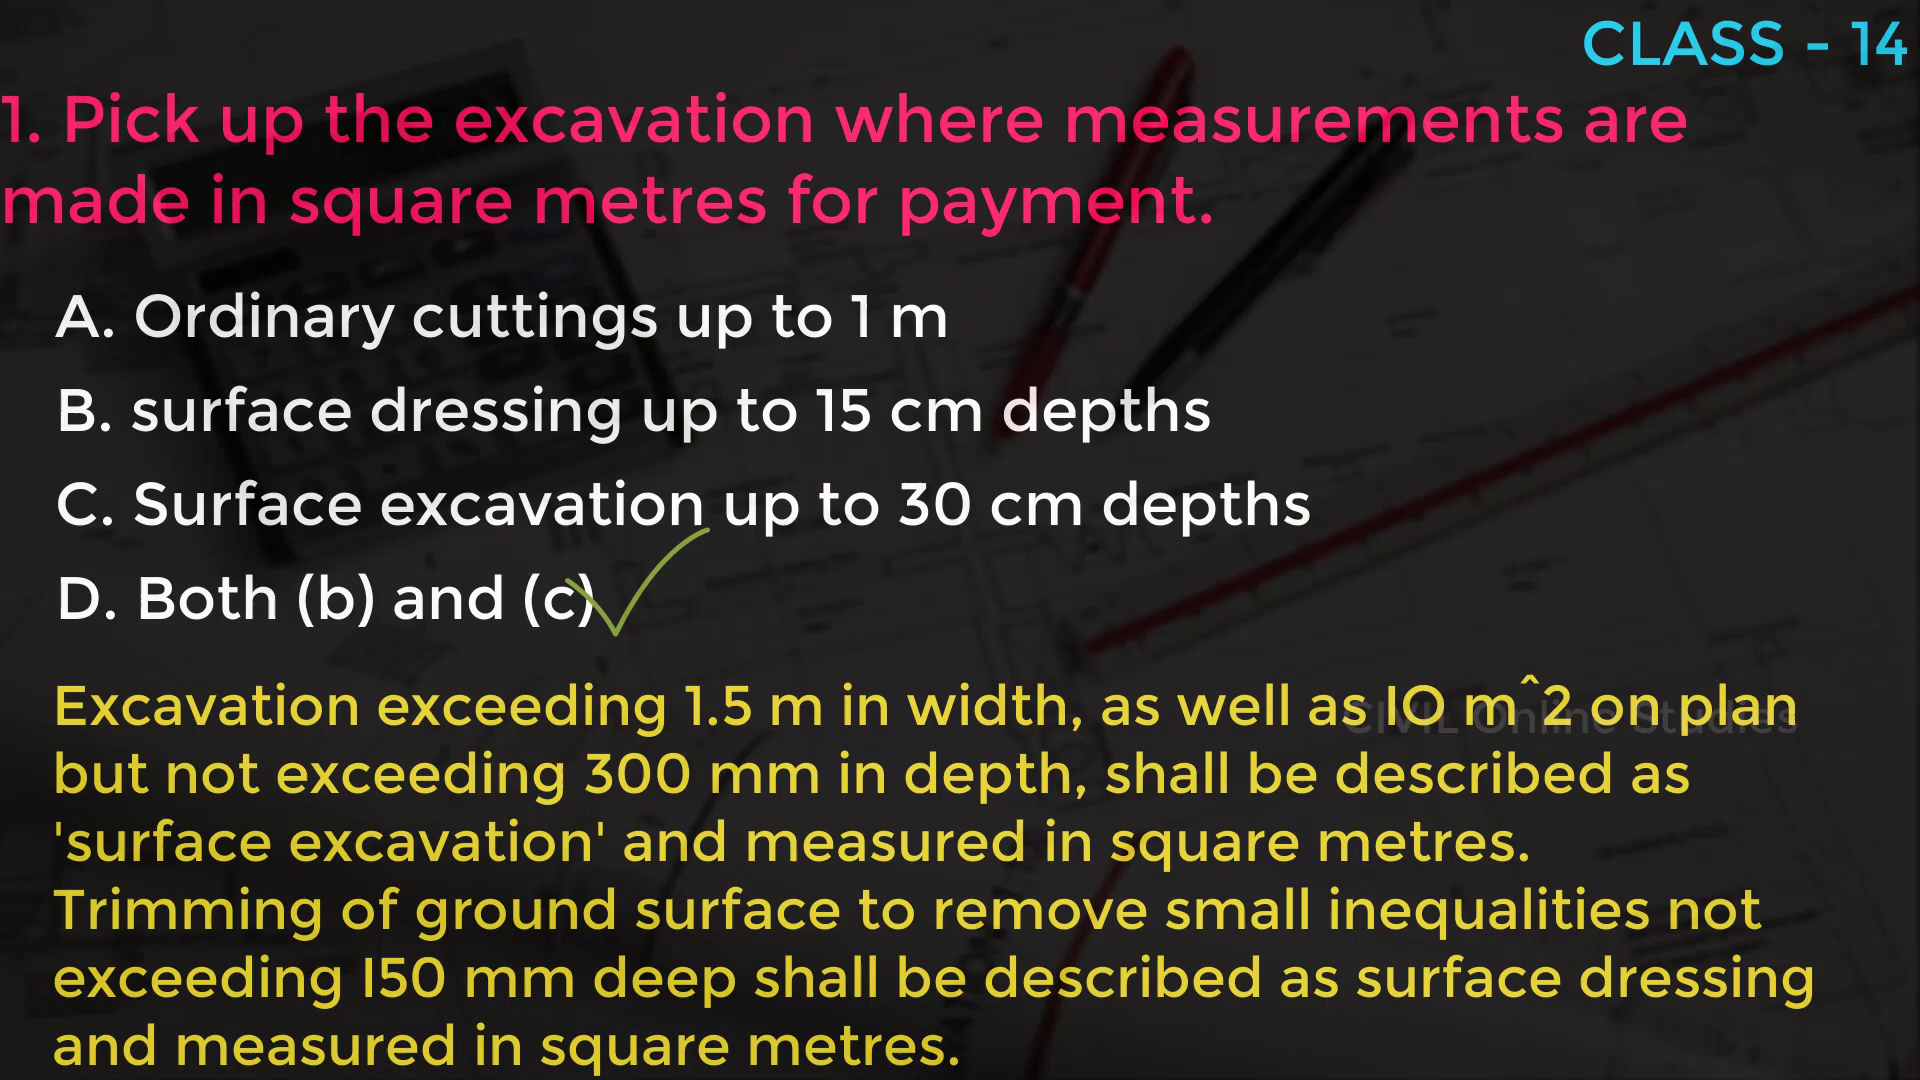 CLASS - 14
1. Pick up the excavation where measurements are
made in square metres for payment.
A. Ordinary cuttings up to 1 m
B. surface dressing up to 15 cm depths
C. Surface excavation up to 30 cm depths
D. Both (b) and (c)
Excavation exceeding 1.5 m in width, as well as IO m^2 on plan
CIVIL Online Studies
but not exceeding 300 mm in depth, shall be described as
'surface excavation' and measured in square metres.
Trimming of ground surface to remove small inequalities not
exceeding I50 mm deep shall be described as surface dressing
and measured in square metres.